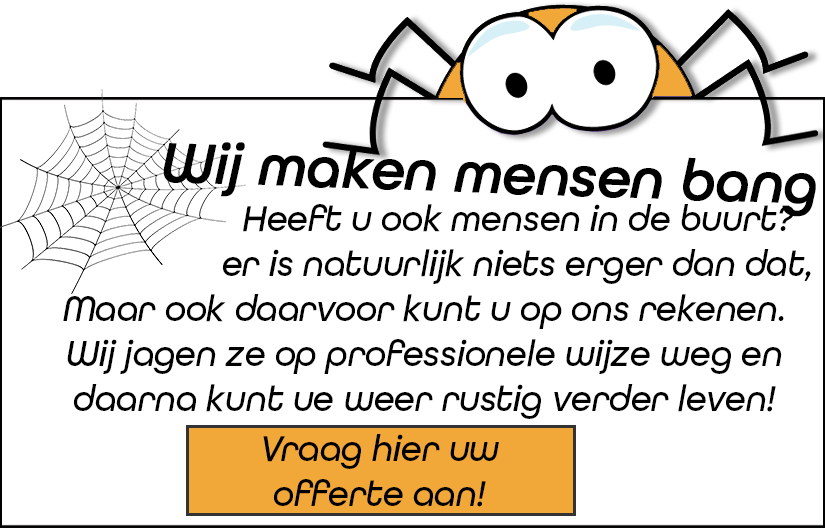 Wij maken mensen bang
Heeft u ook mensen in de buurt?
er is natuurlijk niets erger dan dat,
Maar ook daarvoor kunt u op ons rekenen.
Wij jagen ze op professionele wijze weg en
daarna kunt ue weer rustig verder leven!
Vraag hier uw
offerte aan!